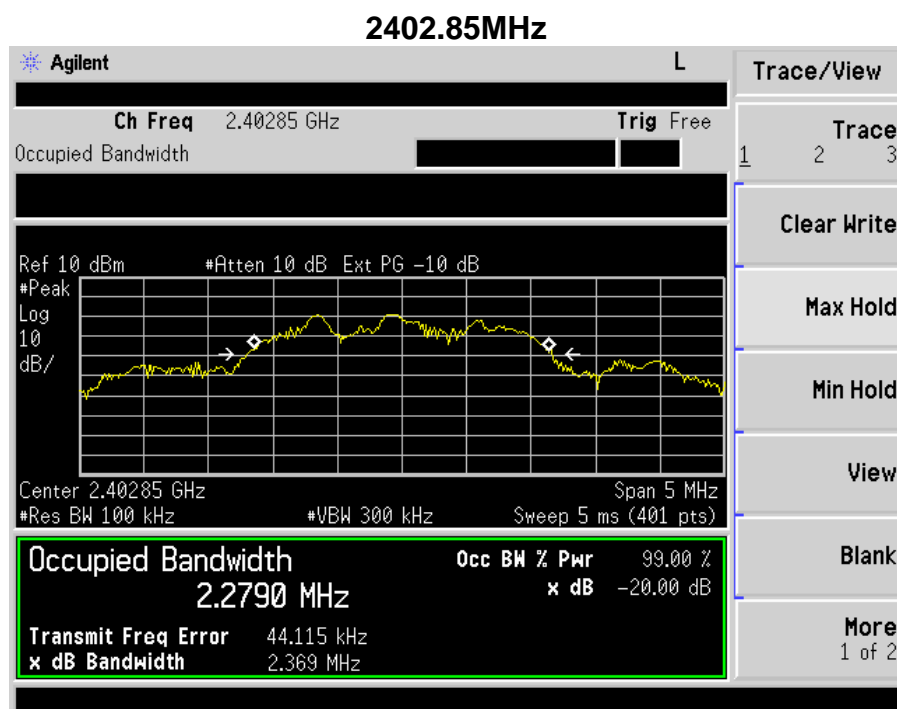 2402.85MHz
Agilent L
Trace/View
Ch Freq 2.40285 GHz Trig Free
Occupied Bandwidth
Trace
1 2 3
Clear Write
Ref 10 dBm #Atten 10 dB Ext PG -10 dB
#Peak
Log
10
dB/
Max Hold
Min Hold
View
Center 2.40285 GHz Span 5 MHz
#Res BW 100 kHz #VBW 300 kHz Sweep 5 ms (401 pts)
Occupied Bandwidth Occ BW % Pwr 99.00 %
2.2790 MHz x dB -20.00 dB
Blank
Transmit Freq Error 44.115 kHz
x dB Bandwidth 2.369 MHz
More
1 of 2